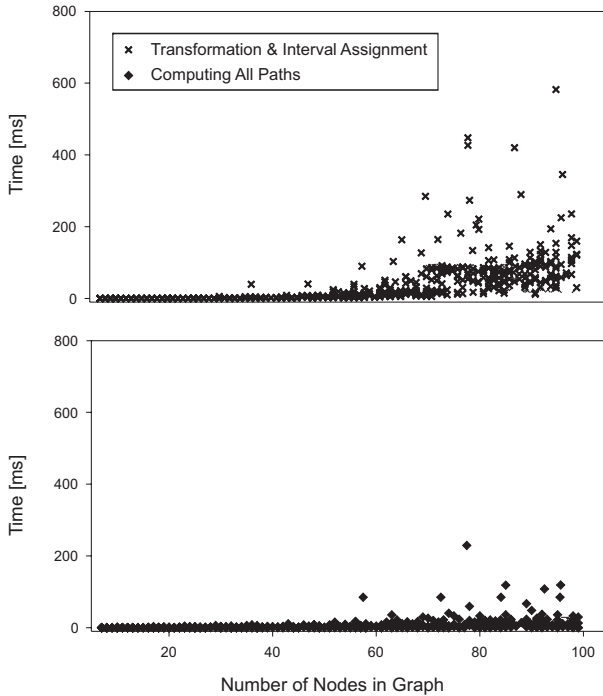 800
600
400
200
0
Time [ms]
Transformation & Interval Assignment
Computing All Paths
800
600
400
200
0
Time [ms]
20 40 60 80 100
Number of Nodes in Graph